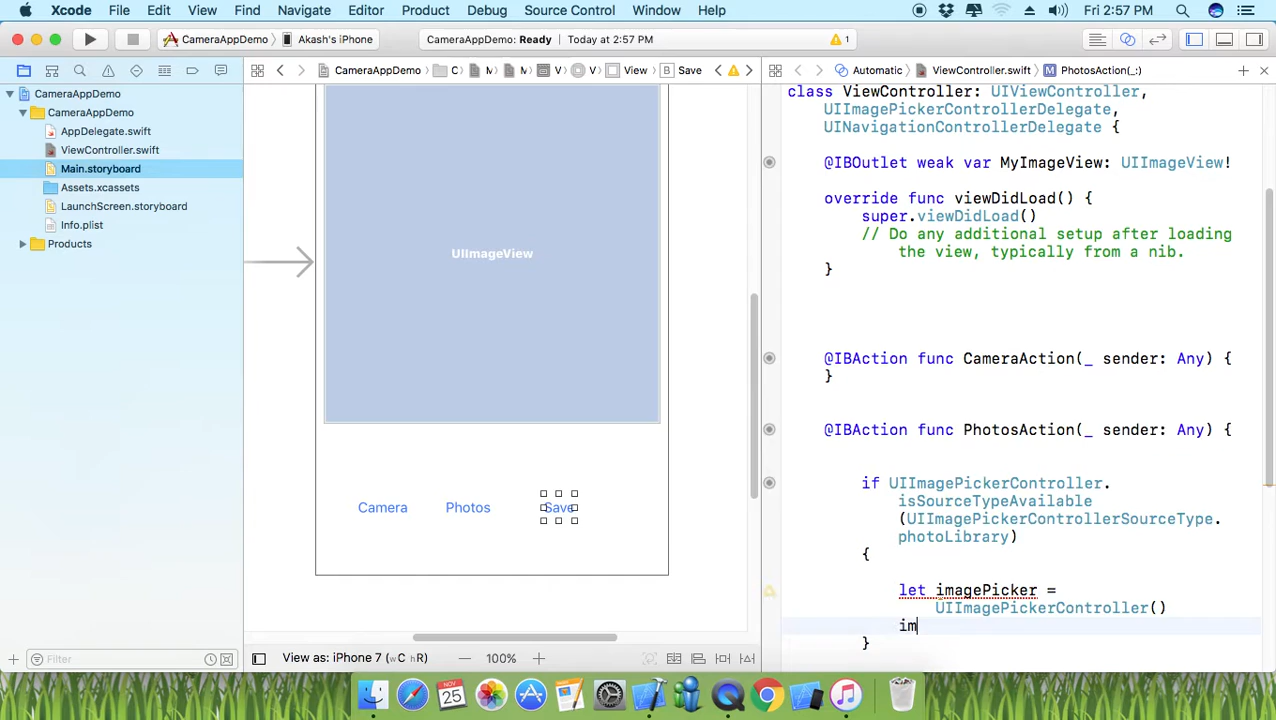 Xcode File Edit View Find Navigate Editor Product Debug Source Control Window Help Fri 2:57 PM
CameraAppDemo Akash's iPhone CameraAppDemo: Ready Today at 2:57 PM 1
CameraAppDemo C M M View B Save Automatic ViewController.swift M PhotosAction(_:)
CameraAppDemo
CameraAppDemo
AppDelegate.swift
ViewController.swift
Main.storyboard
Assets.xcassets
LaunchScreen.storyboard
Info.plist
Products
UIImageView
Camera Photos Save
class ViewController: UIViewController,
UIImagePickerControllerDelegate,
UINavigationControllerDelegate {
@IBOutlet weak var MyImageView: UIImageView!
override func viewDidLoad() {
super.viewDidLoad()
// Do any additional setup after loading
the view, typically from a nib.
}
@IBAction func CameraAction(_ sender: Any) {
}
@IBAction func PhotosAction(_ sender: Any) {
if UIImagePickerController.
isSourceTypeAvailable
(UIImagePickerControllerSourceType.
photoLibrary)
{
let imagePicker =
UIImagePickerController()
im
}
Filter View as: iPhone 7 (wC hR) 100%
NOV
25